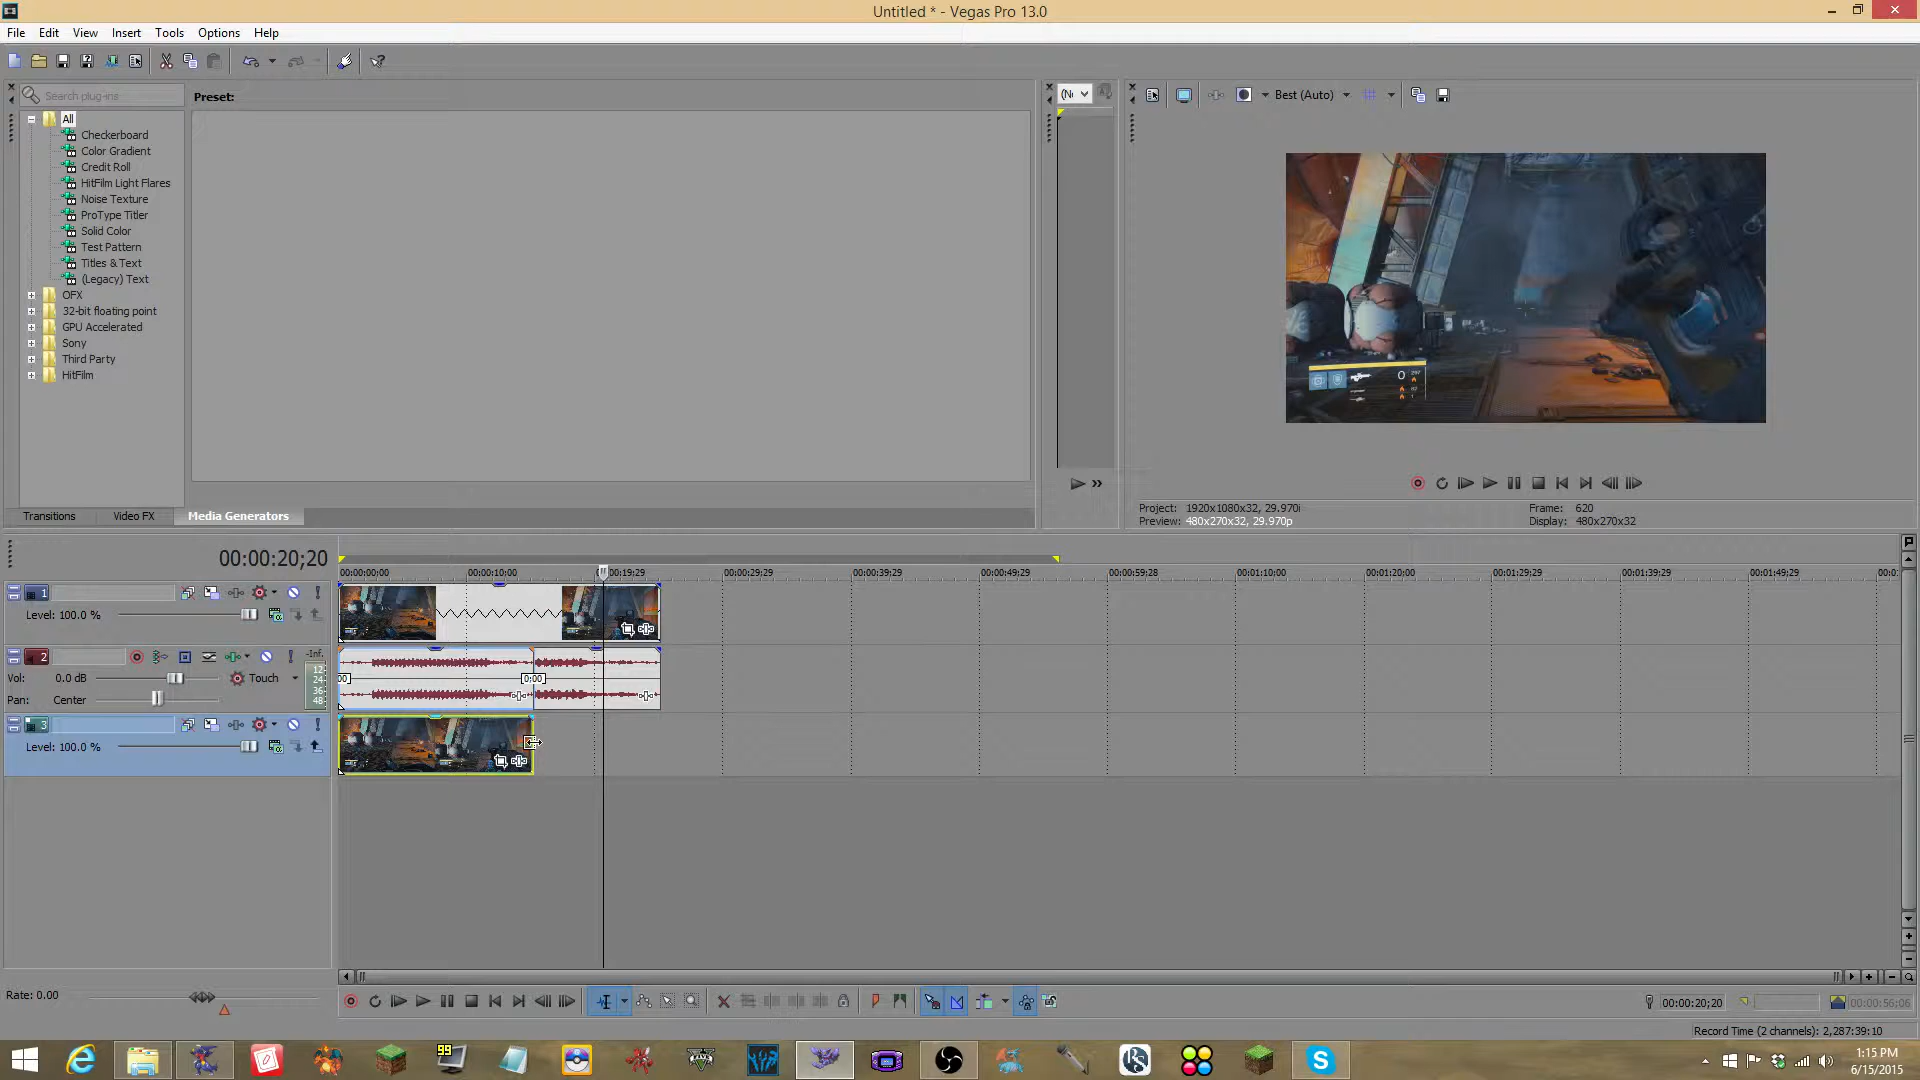 Untitled * - Vegas Pro 13.0
File Edit View Insert Tools Options Help
Search plug-ins
Preset:
All
Checkerboard
Color Gradient
Credit Roll
HitFilm Light Flares
Noise Texture
ProType Titler
Solid Color
Test Pattern
Titles & Text
(Legacy) Text
OFX
32-bit floating point
GPU Accelerated
Sony
Third Party
HitFilm
Transitions Video FX Media Generators
Best (Auto)
Project: 1920x1080x32, 29.970i
Preview: 480x270x32, 29.970p
Frame: 620
Display: 480x270x32
00:00:20;20
00:00:00;00 00:00:10;00 00:00:19;29 00:00:29;29 00:00:39;29 00:00:49;29 00:00:59;28 00:01:10;00 00:01:20;00 00:01:29;29 00:01:39;29 00:01:49;29
1
Level: 100.0 %
2
-Inf.
12
24
36
48
Vol: 0.0 dB Touch
Pan: Center
0:00
3
Level: 100.0 %
Rate: 0.00
00:00:20;20
00:00:56;06
Record Time (2 channels): 2,287:39:10
99
1:15 PM
6/15/2015